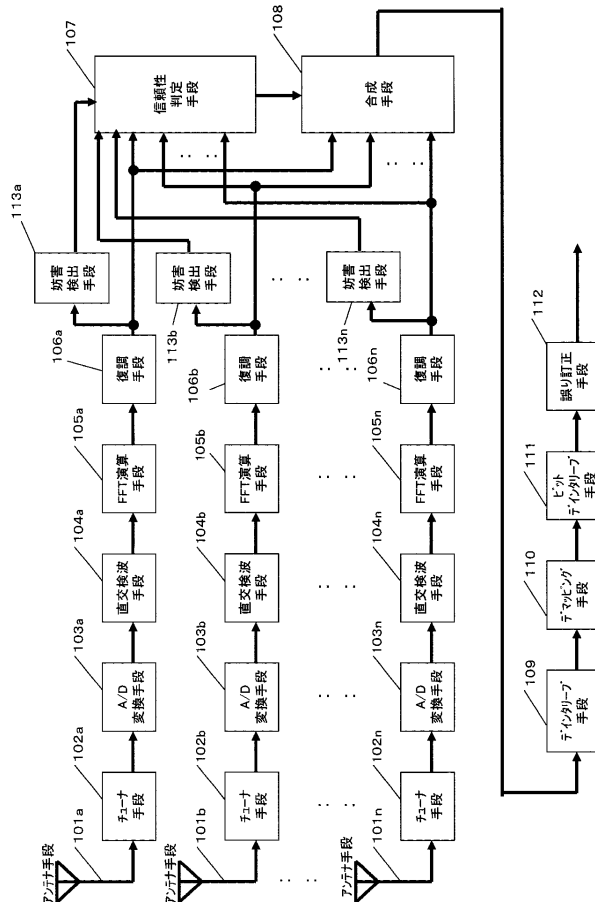 アンテナ手段
101a
102a
チューナ
手段
103a
A/D
変換手段
104a
直交検波
手段
105a
FFT演算
手段
106a
復調
手段
113a
妨害
検出
手段
107
信頼性
判定
手段
アンテナ手段
101b
102b
チューナ
手段
103b
A/D
変換手段
104b
直交検波
手段
105b
FFT演算
手段
106b
復調
手段
113b
妨害
検出
手段
108
合成
手段
アンテナ手段
101n
102n
チューナ
手段
103n
A/D
変換手段
104n
直交検波
手段
105n
FFT演算
手段
106n
復調
手段
113n
妨害
検出
手段
109
デインタリーブ
手段
110
デマッピング
手段
111
ビット
デインタリーブ
手段
112
誤り訂正
手段